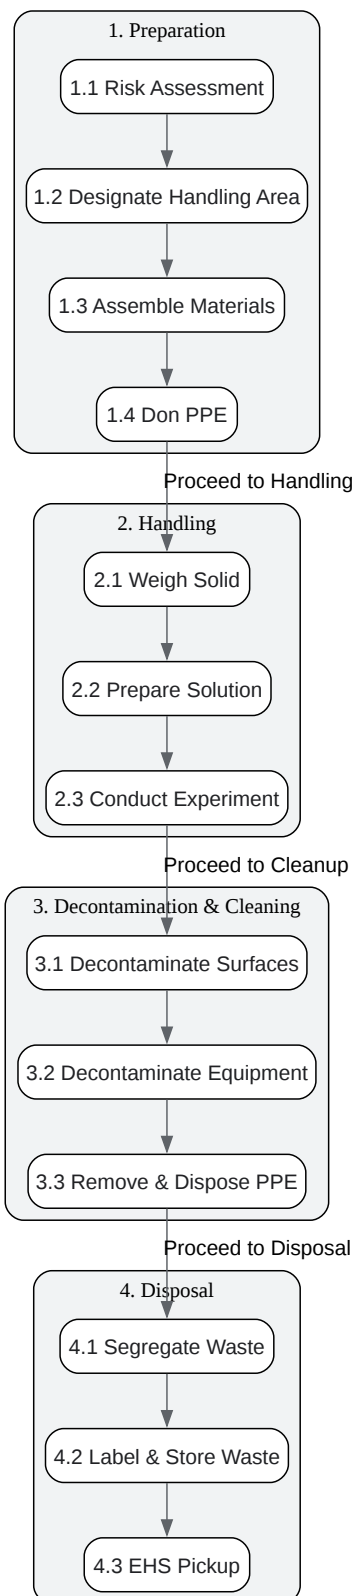 1. Preparation
1.1 Risk Assessment
1.2 Designate Handling Area
1.3 Assemble Materials
1.4 Don PPE
Proceed to Handling
2. Handling
2.1 Weigh Solid
2.2 Prepare Solution
2.3 Conduct Experiment
Proceed to Cleanup
3. Decontamination & Cleaning
3.1 Decontaminate Surfaces
3.2 Decontaminate Equipment
3.3 Remove & Dispose PPE
Proceed to Disposal
4. Disposal
4.1 Segregate Waste
4.2 Label & Store Waste
4.3 EHS Pickup